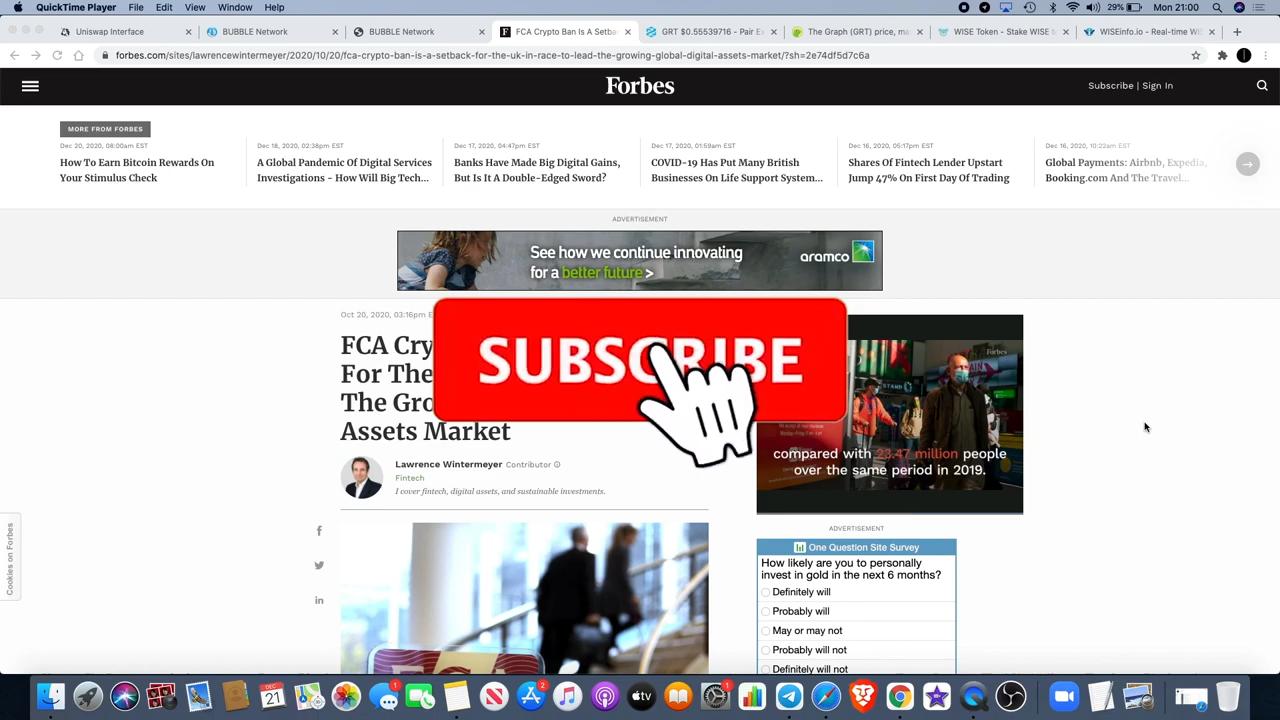 QuickTime Player File Edit View Window Help
29% Mon 21:00
Uniswap Interface
BUBBLE Network
BUBBLE Network
FCA Crypto Ban Is A Setba
GRT $0.55539716 - Pair Ex
The Graph (GRT) price, ma
WISE Token - Stake WISE t
WISEinfo.io - Real-time WI
forbes.com/sites/lawrencewintermeyer/2020/10/20/fca-crypto-ban-is-a-setback-for-the-uk-in-race-to-lead-the-growing-global-digital-assets-market/?sh=2e74df5d7c6a
Forbes
Subscribe | Sign In
MORE FROM FORBES
Dec 20, 2020, 08:00am EST
How To Earn Bitcoin Rewards On
Your Stimulus Check
Dec 18, 2020, 02:38pm EST
A Global Pandemic Of Digital Services
Investigations - How Will Big Tech...
Dec 17, 2020, 04:47pm EST
Banks Have Made Big Digital Gains,
But Is It A Double-Edged Sword?
Dec 17, 2020, 01:59am EST
COVID-19 Has Put Many British
Businesses On Life Support System...
Dec 16, 2020, 05:17pm EST
Shares Of Fintech Lender Upstart
Jump 47% On First Day Of Trading
Dec 16, 2020, 10:22am EST
Global Payments: Airbnb, Expedia,
Booking.com And The Travel...
ADVERTISEMENT
See how we continue innovating
for a better future >
aramco
Oct 20, 2020, 03:16pm E
FCA Cry
For The
The Gro
Assets Market
SUBSCRIBE
Lawrence Wintermeyer Contributor
Fintech
I cover fintech, digital assets, and sustainable investments.
Forbes
compared with 23.47 million people
over the same period in 2019.
ADVERTISEMENT
One Question Site Survey
How likely are you to personally
invest in gold in the next 6 months?
Definitely will
Probably will
May or may not
Probably will not
Definitely will not
Cookies on Forbes
DEC
21
1
2
1
tv